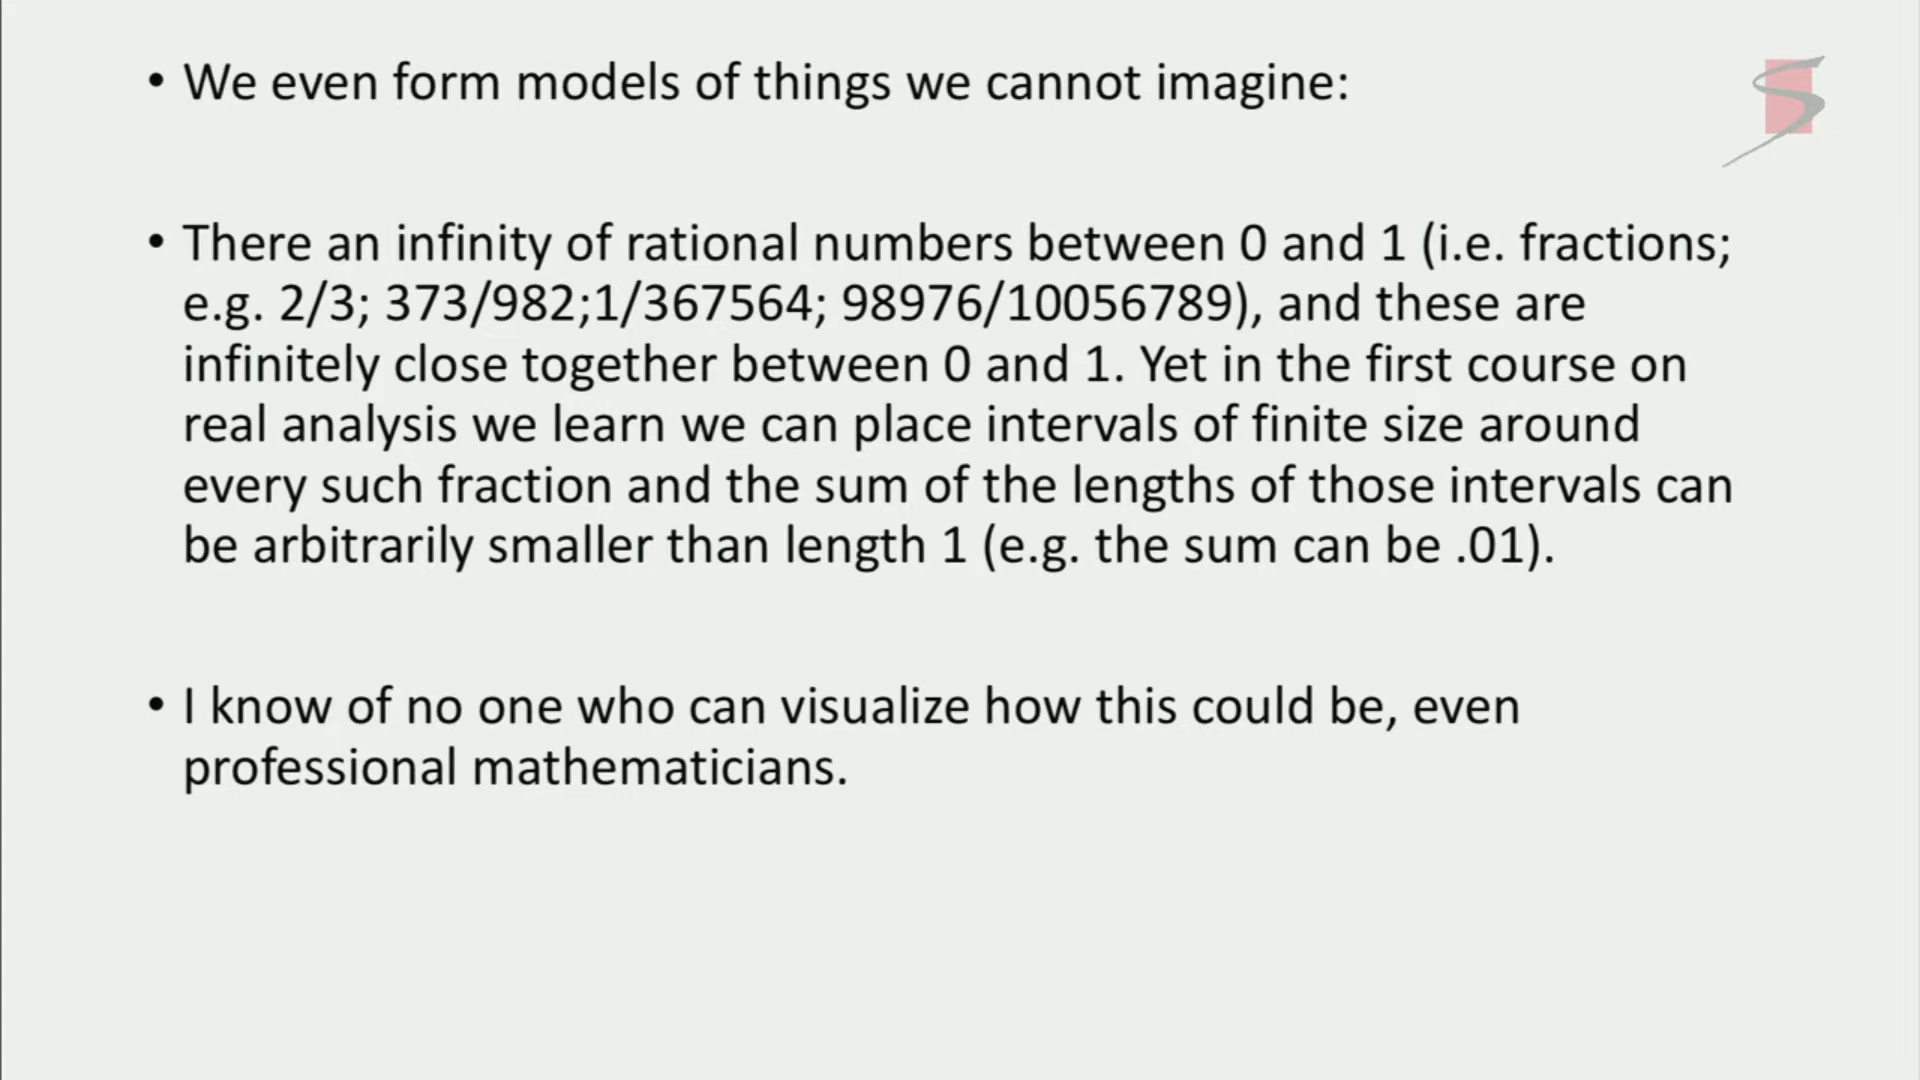 • We even form models of things we cannot imagine:
• There an infinity of rational numbers between 0 and 1 (i.e. fractions;
e.g. 2/3; 373/982;1/367564; 98976/10056789), and these are
infinitely close together between 0 and 1. Yet in the first course on
real analysis we learn we can place intervals of finite size around
every such fraction and the sum of the lengths of those intervals can
be arbitrarily smaller than length 1 (e.g. the sum can be .01).
• I know of no one who can visualize how this could be, even
professional mathematicians.